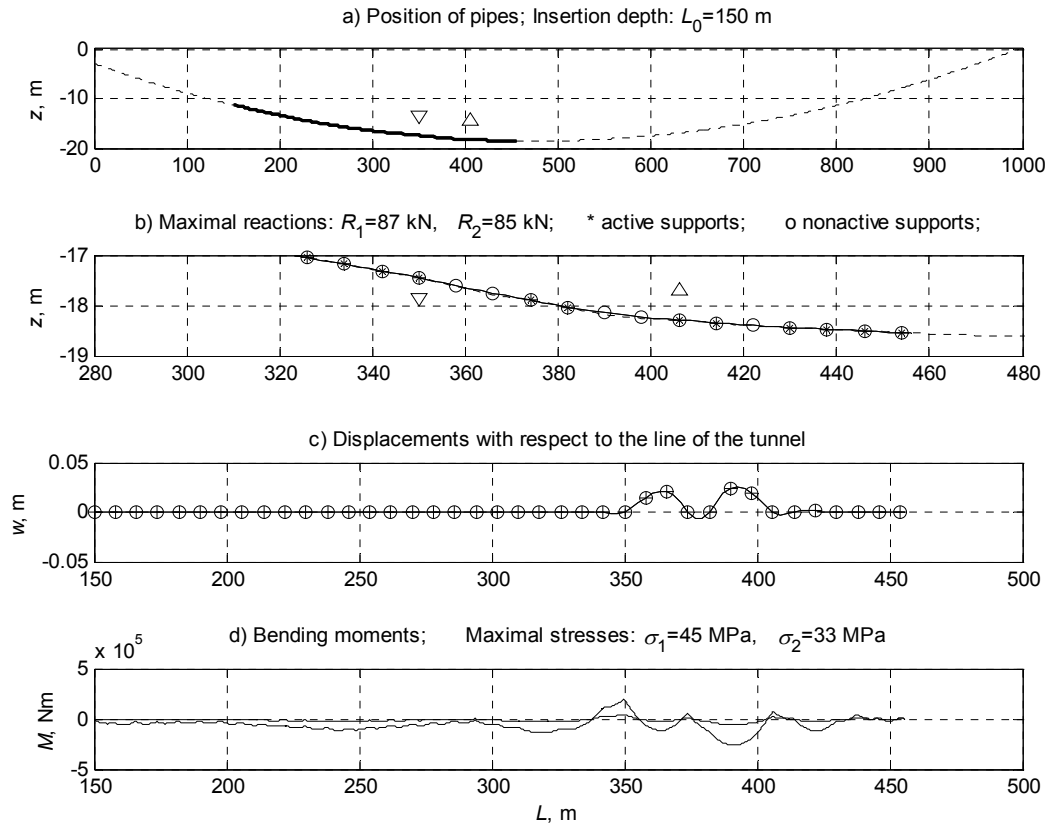 a) Position of pipes; Insertion depth: L0=150 m
z, m
0
-10
-20
0 100 200 300 400 500 600 700 800 900 1000
b) Maximal reactions: R1=87 kN, R2=85 kN; * active supports; o nonactive supports;
z, m
-17
-18
-19
280 300 320 340 360 380 400 420 440 460 480
c) Displacements with respect to the line of the tunnel
w, m
0.05
0
-0.05
150 200 250 300 350 400 450 500
d) Bending moments; Maximal stresses: σ1=45 MPa, σ2=33 MPa
x 10^5
M, Nm
5
0
-5
150 200 250 300 350 400 450 500
L, m